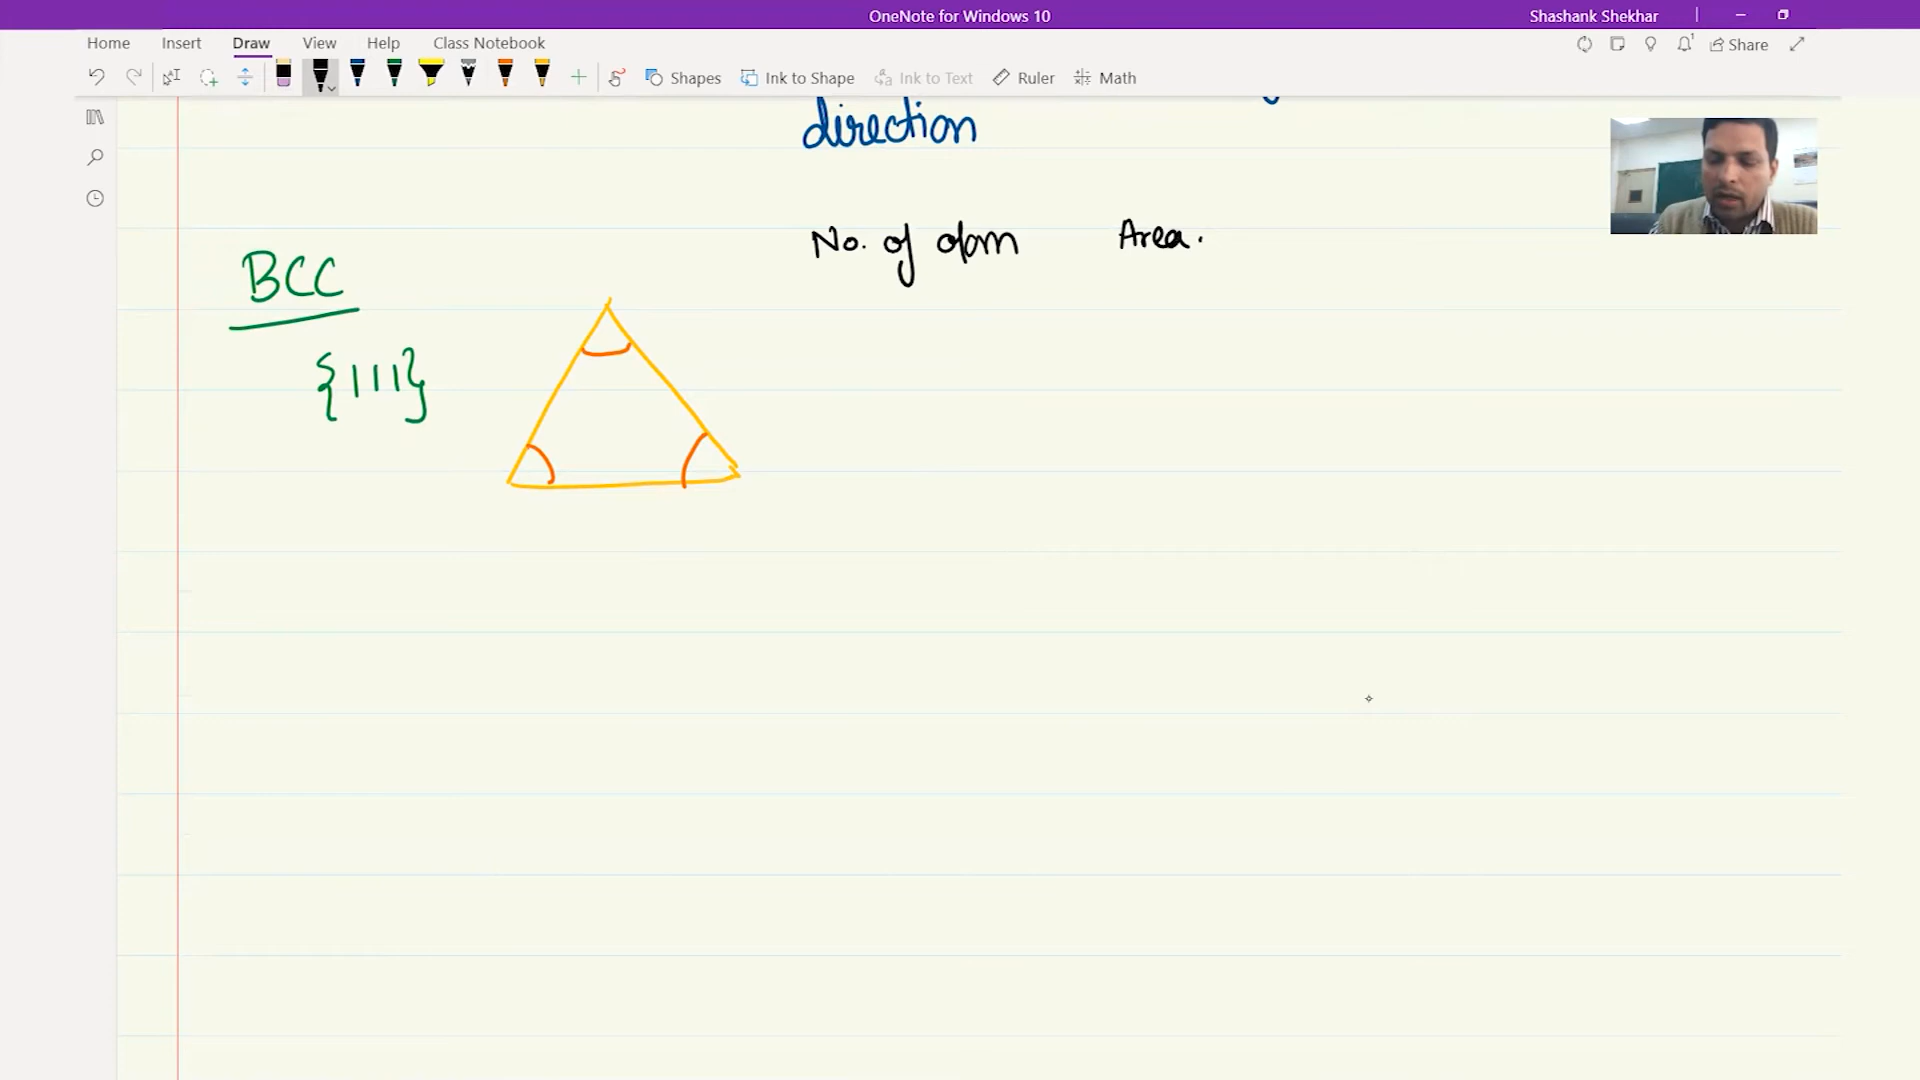 OneNote for Windows 10
Shashank Shekhar
Home Insert Draw View Help Class Notebook
Share
Shapes Ink to Shape Ink to Text Ruler Math
direction
No. of atom Area.
BCC
{111}